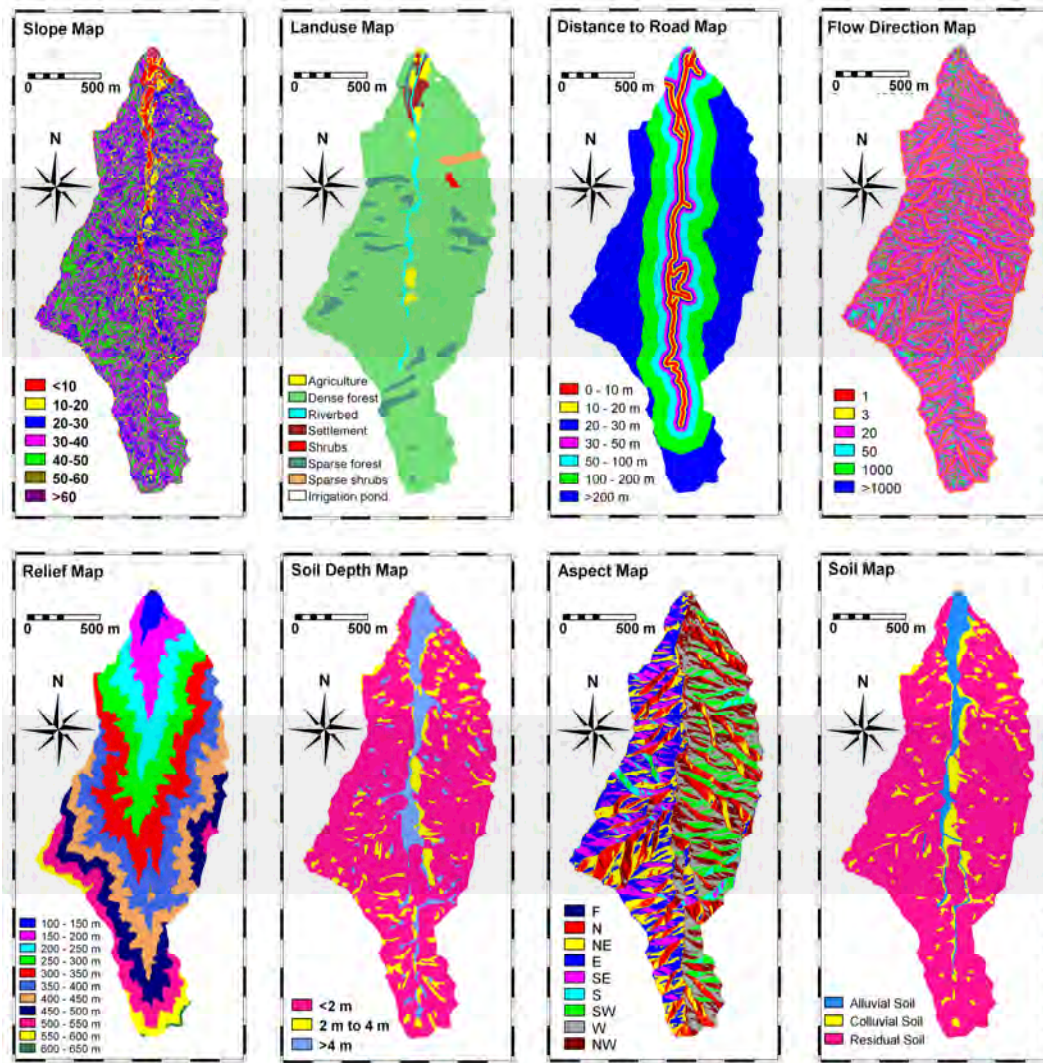 Slope Map
0 500 m
N
<10
10-20
20-30
30-40
40-50
50-60
>60
Landuse Map
0 500 m
N
Agriculture
Dense forest
Riverbed
Settlement
Shrubs
Sparse forest
Sparse shrubs
Irrigation pond
Distance to Road Map
0 500 m
N
0 - 10 m
10 - 20 m
20 - 30 m
30 - 50 m
50 - 100 m
100 - 200 m
>200 m
Flow Direction Map
0 500 m
N
1
3
20
50
1000
>1000
Relief Map
0 500 m
N
100 - 150 m
150 - 200 m
200 - 250 m
250 - 300 m
300 - 350 m
350 - 400 m
400 - 450 m
450 - 500 m
500 - 550 m
550 - 600 m
600 - 650 m
Soil Depth Map
0 500 m
N
<2 m
2 m to 4 m
>4 m
Aspect Map
0 500 m
N
F
N
NE
E
SE
S
SW
W
NW
Soil Map
0 500 m
N
Alluvial Soil
Colluvial Soil
Residual Soil